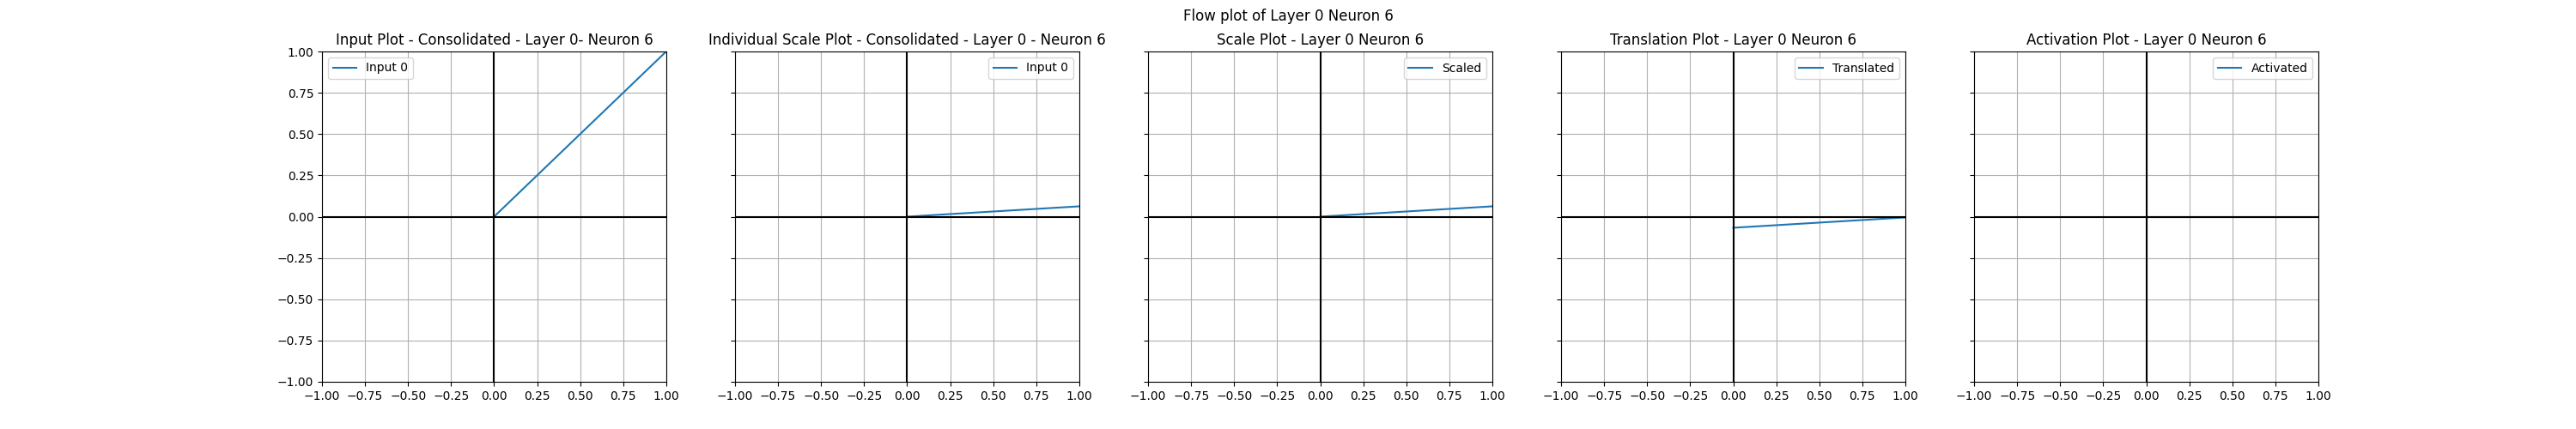 Flow plot of Layer 0 Neuron 6
Input Plot - Consolidated - Layer 0- Neuron 6
Input 0
1.00
0.75
0.50
0.25
0.00
−0.25
−0.50
−0.75
−1.00
−1.00 −0.75 −0.50 −0.25 0.00 0.25 0.50 0.75 1.00
Individual Scale Plot - Consolidated - Layer 0 - Neuron 6
Input 0
−1.00 −0.75 −0.50 −0.25 0.00 0.25 0.50 0.75 1.00
Scale Plot - Layer 0 Neuron 6
Scaled
−1.00 −0.75 −0.50 −0.25 0.00 0.25 0.50 0.75 1.00
Translation Plot - Layer 0 Neuron 6
Translated
−1.00 −0.75 −0.50 −0.25 0.00 0.25 0.50 0.75 1.00
Activation Plot - Layer 0 Neuron 6
Activated
−1.00 −0.75 −0.50 −0.25 0.00 0.25 0.50 0.75 1.00